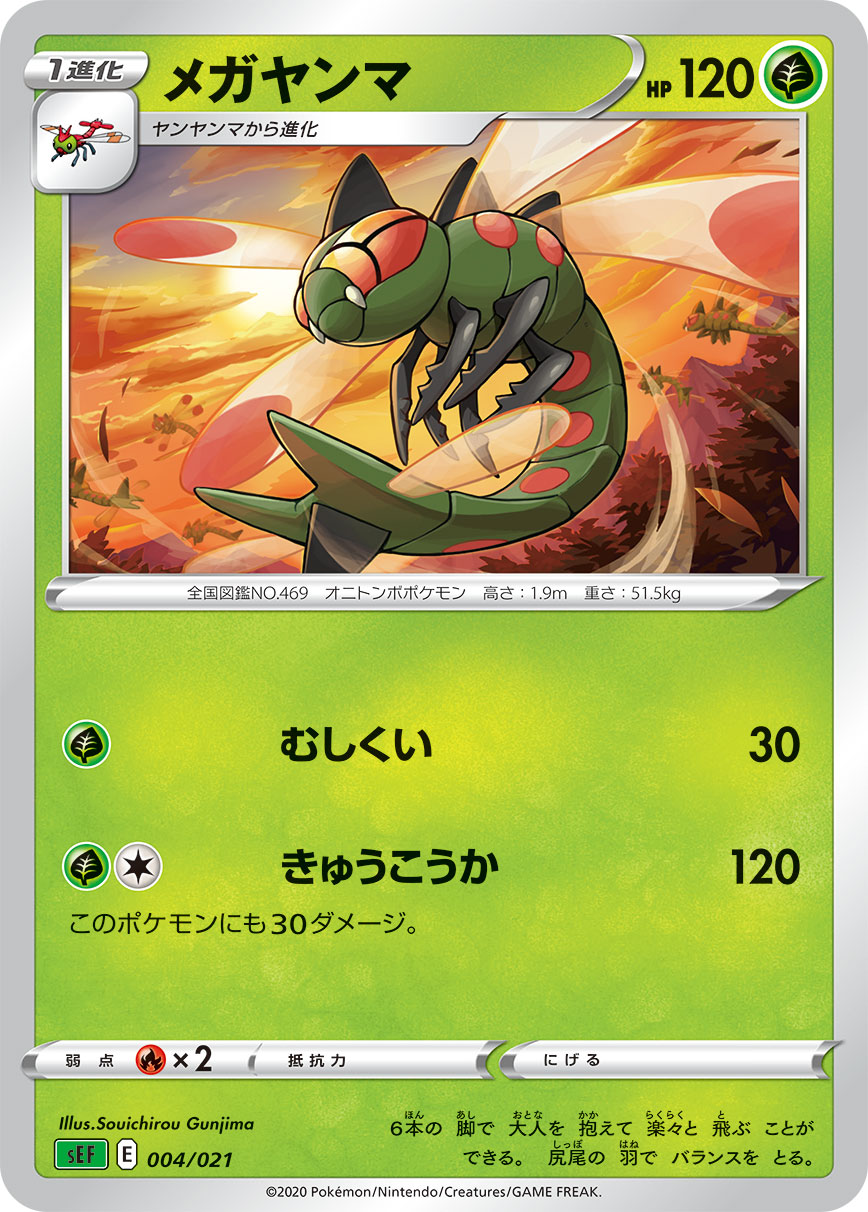 1進化
メガヤンマ
HP 120
ヤンヤンマから進化
全国図鑑NO.469 オニトンボポケモン 高さ：1.9m 重さ：51.5kg
むしくい 30
きゅうこうか 120
このポケモンにも30ダメージ。
弱点 ×2 抵抗力 にげる
Illus.Souichirou Gunjima
6本の 脚で 大人を 抱えて 楽々と 飛ぶ ことが
できる。 尻尾の 羽で バランスを とる。
sEF E 004/021
©2020 Pokémon/Nintendo/Creatures/GAME FREAK.